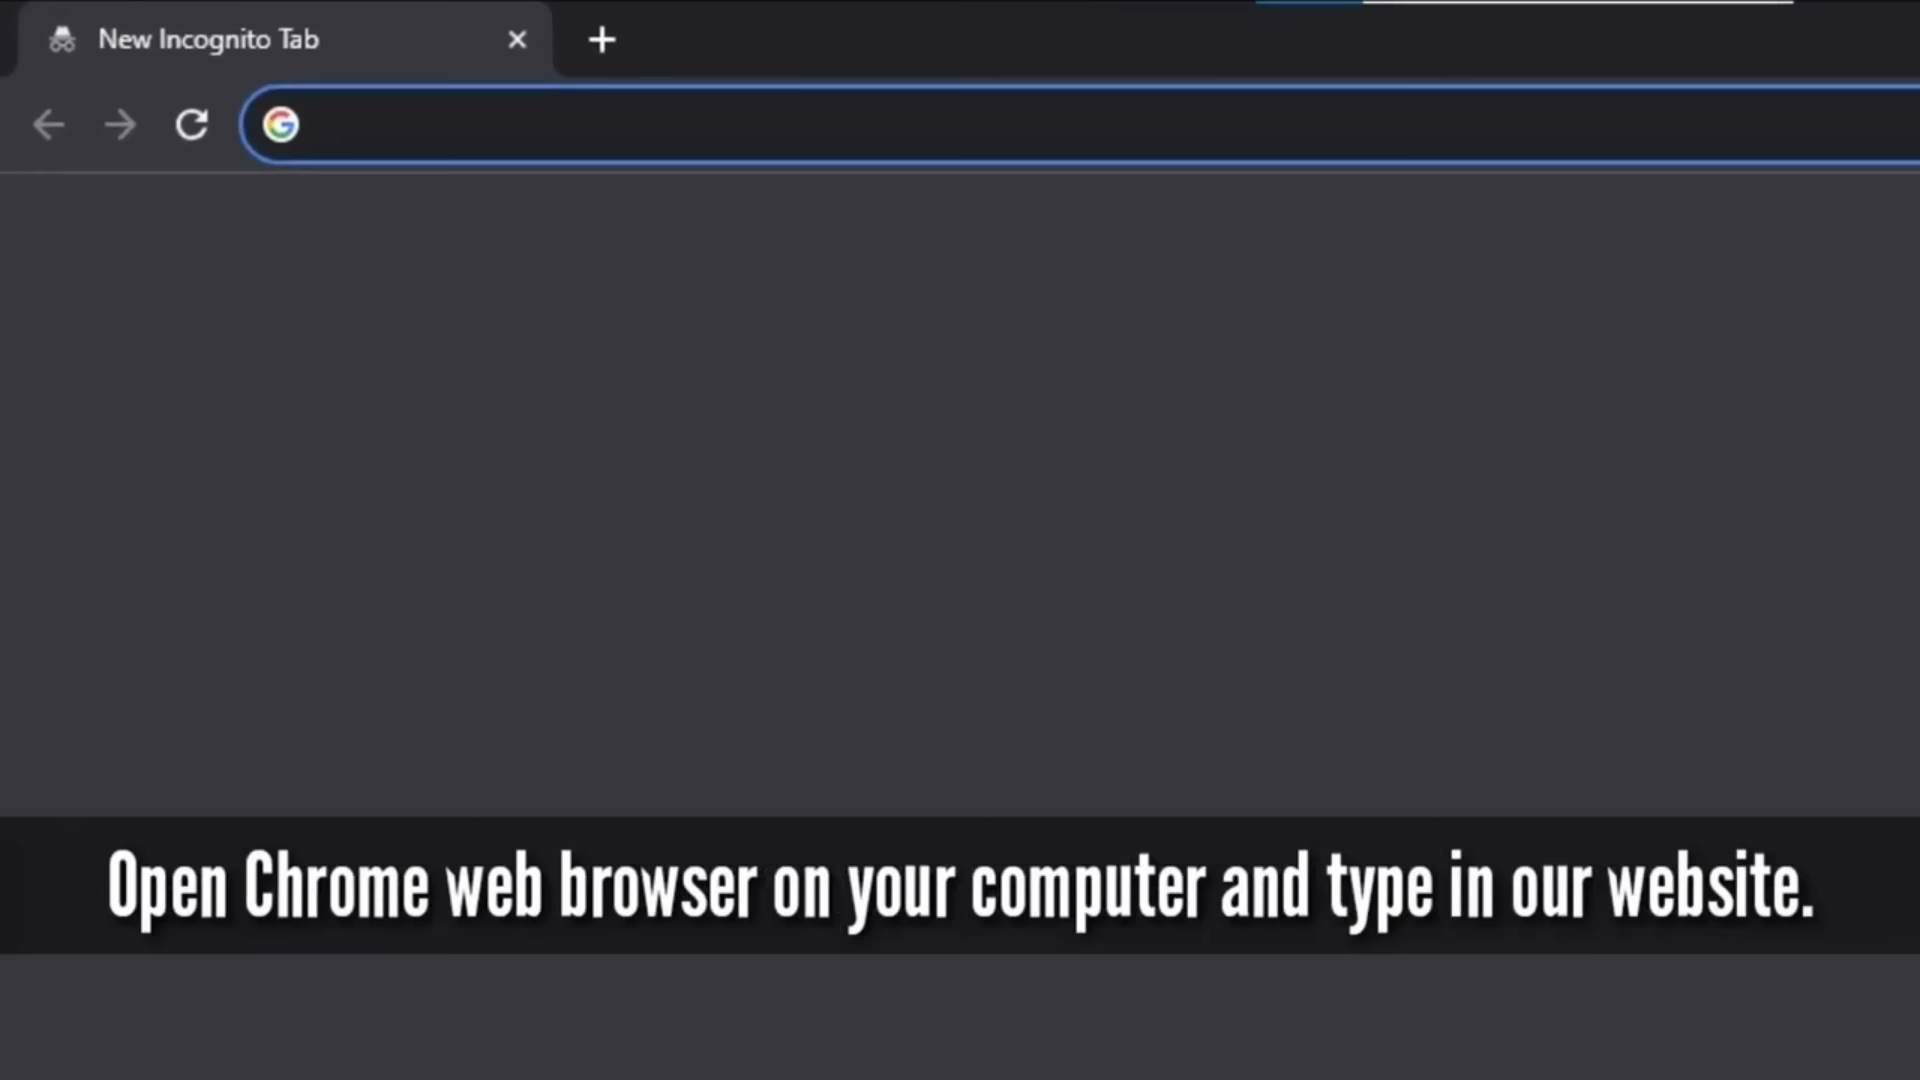 New Incognito Tab
Open Chrome web browser on your computer and type in our website.